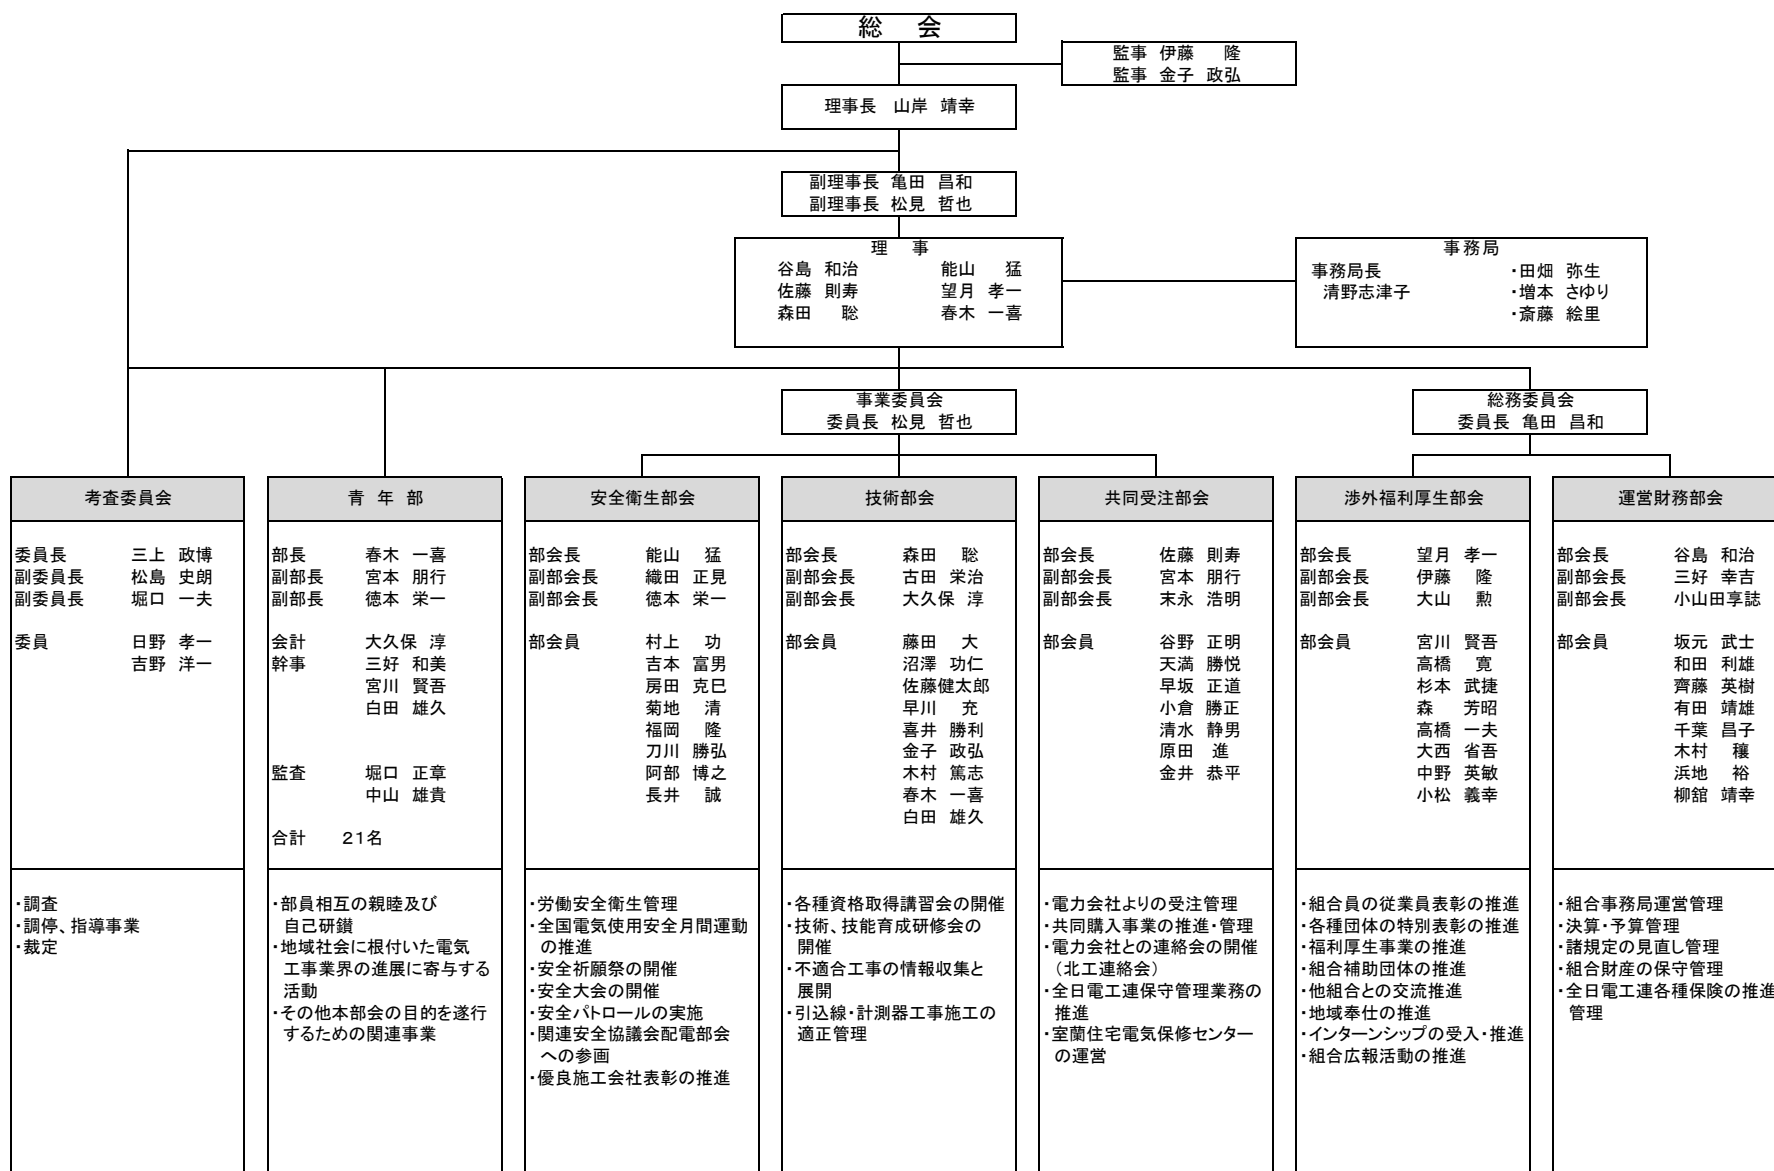 総 会
監事 伊藤 隆
監事 金子 政弘
理事長 山岸 靖幸
副理事長 亀田 昌和
副理事長 松見 哲也
理 事
谷島 和治 能山 猛
佐藤 則寿 望月 孝一
森田 聡 春木 一喜
事務局
事務局長 ・田畑 弥生
清野志津子 ・増本 さゆり
・斎藤 絵里
事業委員会
委員長 松見 哲也
総務委員会
委員長 亀田 昌和
考査委員会
委員長 三上 政博
副委員長 松島 史朗
副委員長 堀口 一夫
委員 日野 孝一
吉野 洋一
・調査
・調停、指導事業
・裁定
青 年 部
部長 春木 一喜
副部長 宮本 朋行
副部長 徳本 栄一
会計 大久保 淳
幹事 三好 和美
宮川 賢吾
白田 雄久
監査 堀口 正章
中山 雄貴
合計 21名
・部員相互の親睦及び
自己研鑚
・地域社会に根付いた電気
工事業界の進展に寄与する
活動
・その他本部会の目的を遂行
するための関連事業
安全衛生部会
部会長 能山 猛
副部会長 織田 正見
副部会長 徳本 栄一
部会員 村上 功
吉本 富男
房田 克巳
菊地 清
福岡 隆
刀川 勝弘
阿部 博之
長井 誠
・労働安全衛生管理
・全国電気使用安全月間運動
の推進
・安全祈願祭の開催
・安全大会の開催
・安全パトロールの実施
・関連安全協議会配電部会
への参画
・優良施工会社表彰の推進
技術部会
部会長 森田 聡
副部会長 古田 栄治
副部会長 大久保 淳
部会員 藤田 大
沼澤 功仁
佐藤健太郎
早川 充
喜井 勝利
金子 政弘
木村 篤志
春木 一喜
白田 雄久
・各種資格取得講習会の開催
・技術、技能育成研修会の
開催
・不適合工事の情報収集と
展開
・引込線・計測器工事施工の
適正管理
共同受注部会
部会長 佐藤 則寿
副部会長 宮本 朋行
副部会長 末永 浩明
部会員 谷野 正明
天満 勝悦
早坂 正道
小倉 勝正
清水 静男
原田 進
金井 恭平
・電力会社よりの受注管理
・共同購入事業の推進・管理
・電力会社との連絡会の開催
（北工連絡会）
・全日電工連保守管理業務の
推進
・室蘭住宅電気保修センター
の運営
渉外福利厚生部会
部会長 望月 孝一
副部会長 伊藤 隆
副部会長 大山 勲
部会員 宮川 賢吾
高橋 寛
杉本 武捷
森 芳昭
高橋 一夫
大西 省吾
中野 英敏
小松 義幸
・組合員の従業員表彰の推進
・各種団体の特別表彰の推進
・福利厚生事業の推進
・組合補助団体の推進
・他組合との交流推進
・地域奉仕の推進
・インターンシップの受入・推進
・組合広報活動の推進
運営財務部会
部会長 谷島 和治
副部会長 三好 幸吉
副部会長 小山田享誌
部会員 坂元 武士
和田 利雄
齊藤 英樹
有田 靖雄
千葉 昌子
木村 穰
浜地 裕
柳舘 靖幸
・組合事務局運営管理
・決算・予算管理
・諸規定の見直し管理
・組合財産の保守管理
・全日電工連各種保険の推進
管理